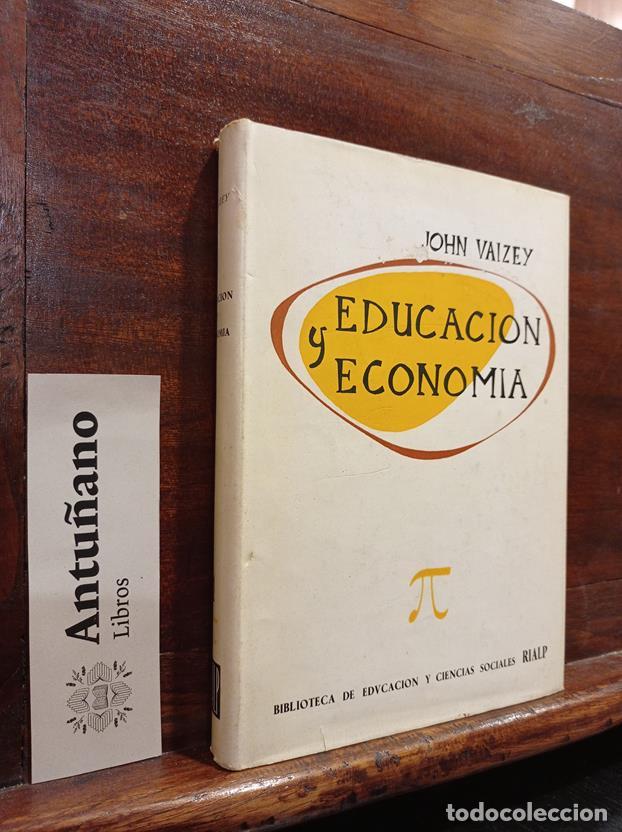 JOHN VAIZEY
EDUCACION
y
ECONOMIA
π
BIBLIOTECA DE EDVCACION Y CIENCIAS SOCIALES RIALP
Antuñano
Libros
todocoleccion